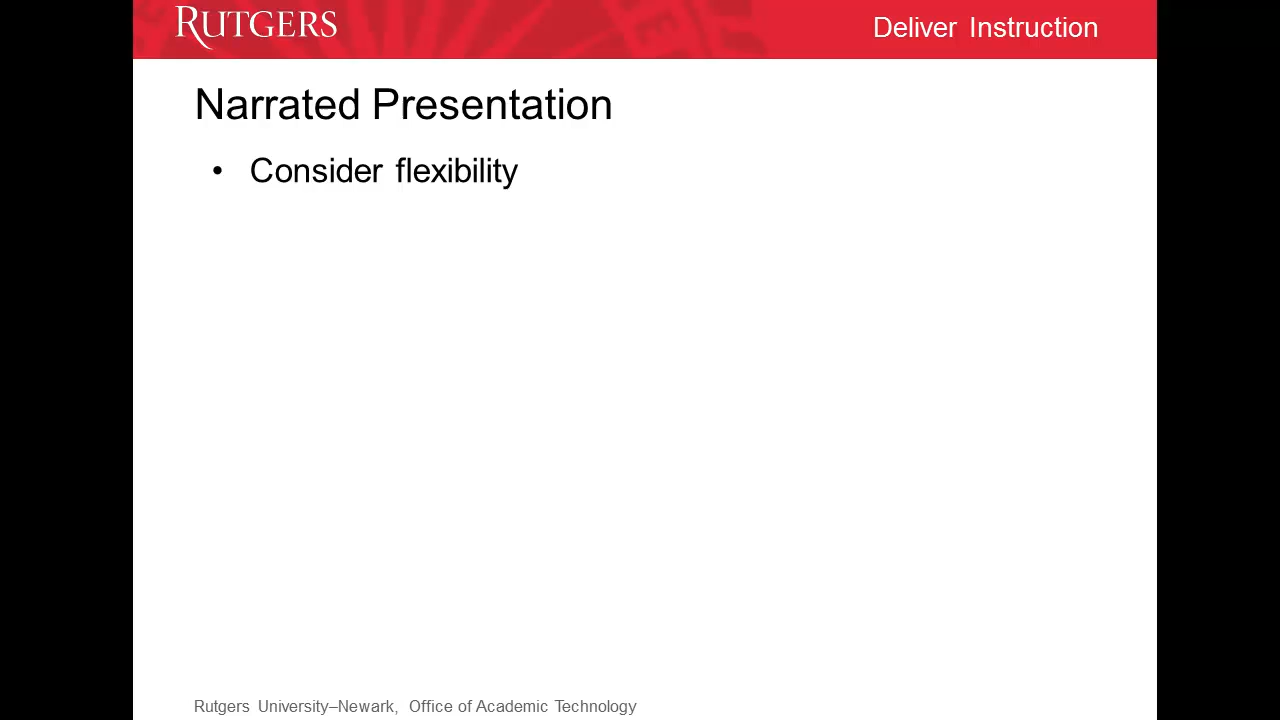 RUTGERS
Deliver Instruction
Narrated Presentation
• Consider flexibility
Rutgers University–Newark, Office of Academic Technology